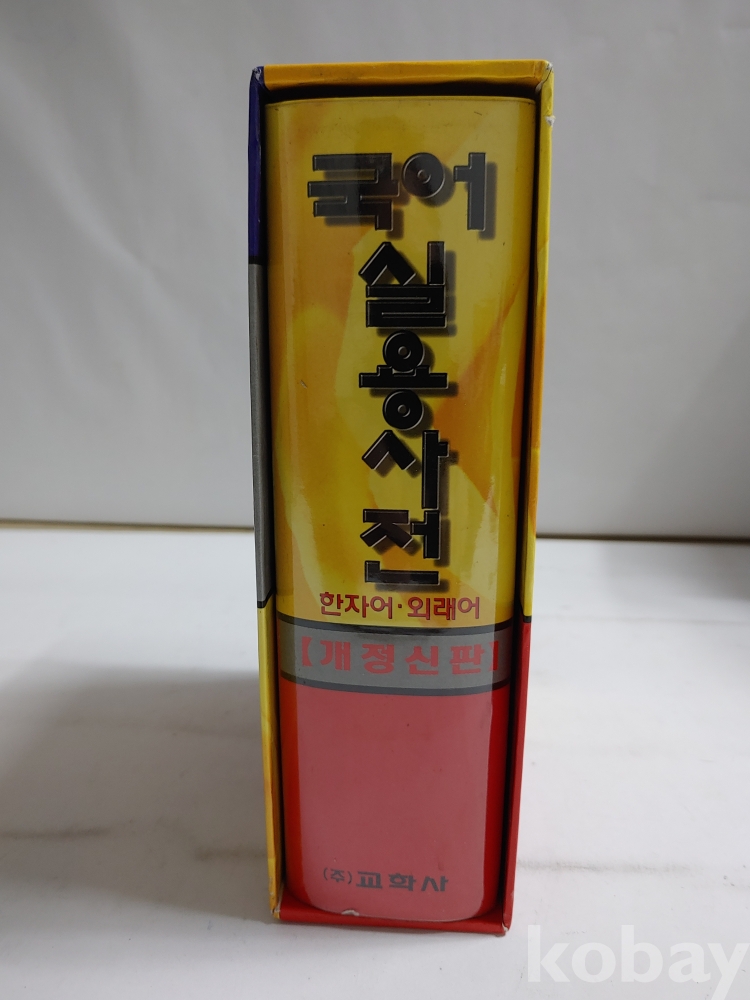 국어
실용사전
한자어·외래어
[개정신판]
(주)교학사
kobay